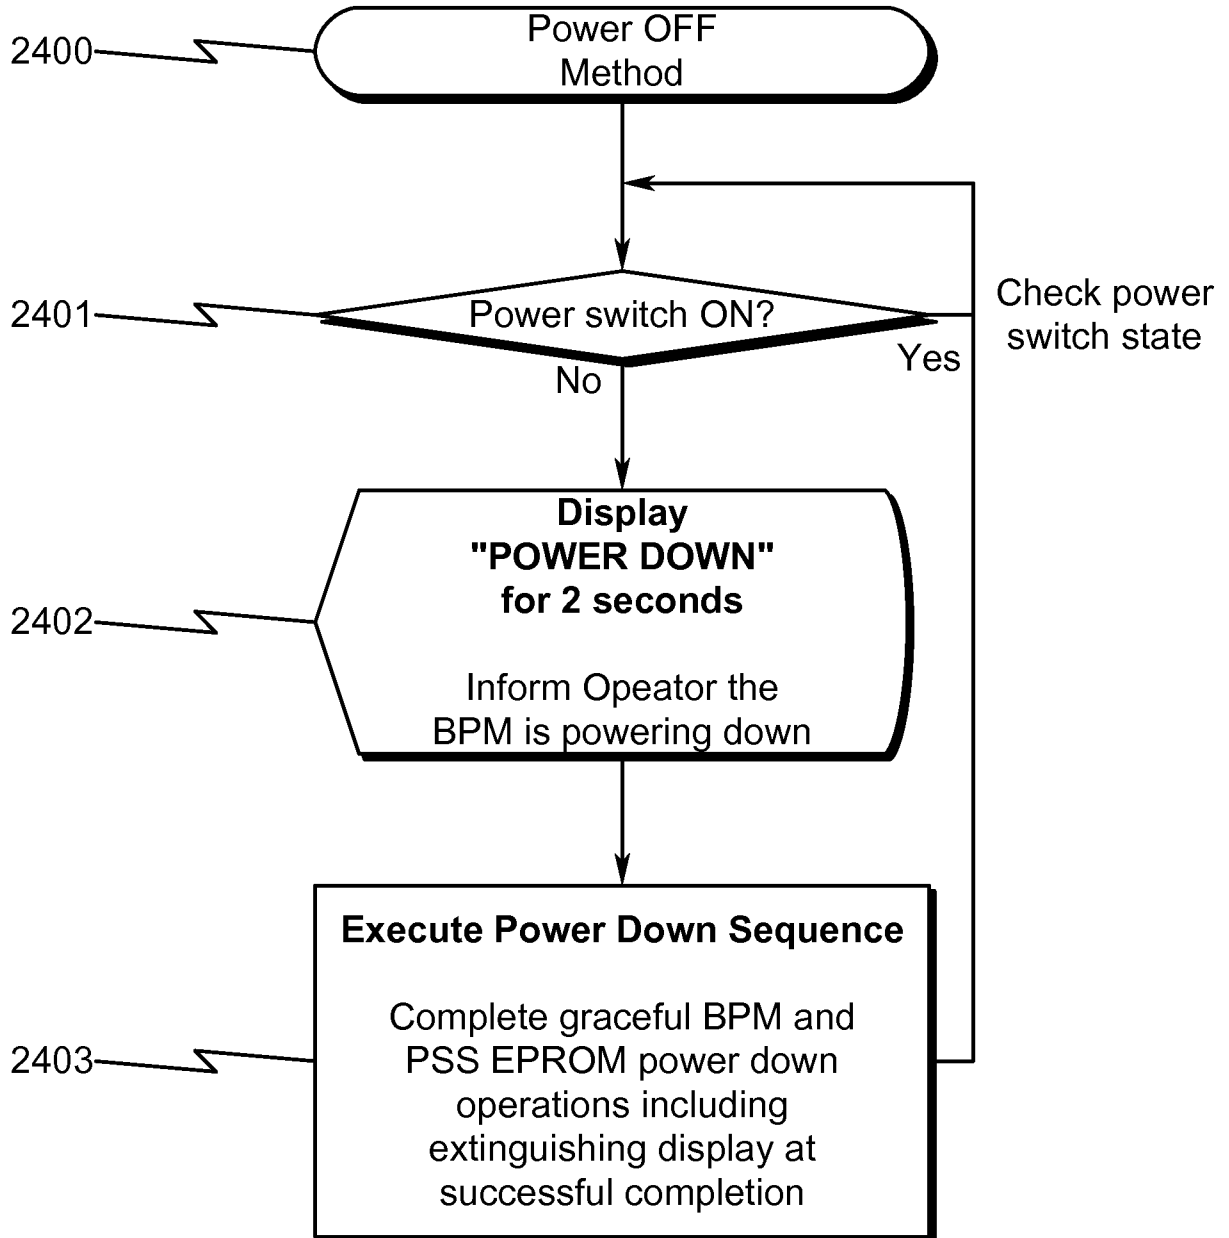 2400
Power OFF
Method
2401
Power switch ON?
Yes
No
Check power
switch state
2402
Display
"POWER DOWN"
for 2 seconds
Inform Opeator the
BPM is powering down
2403
Execute Power Down Sequence
Complete graceful BPM and
PSS EPROM power down
operations including
extinguishing display at
successful completion